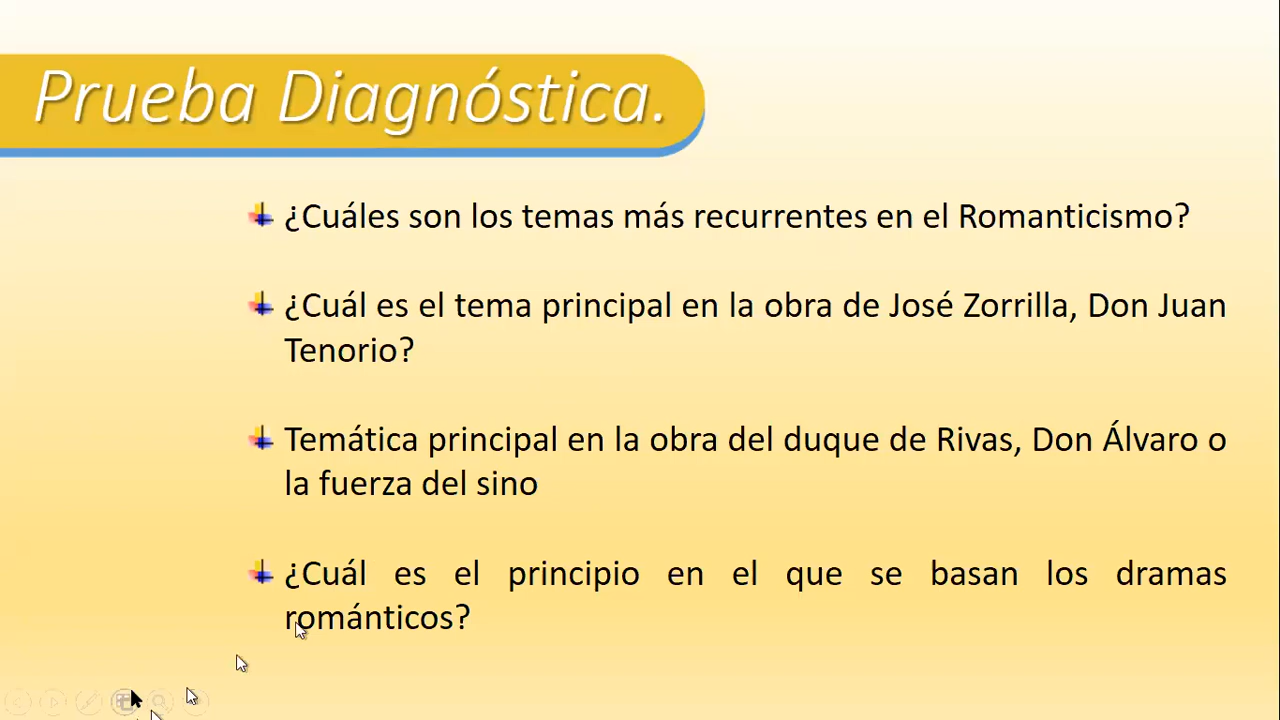 Prueba Diagnóstica.
¿Cuáles son los temas más recurrentes en el Romanticismo?
¿Cuál es el tema principal en la obra de José Zorrilla, Don Juan
Tenorio?
Temática principal en la obra del duque de Rivas, Don Álvaro o
la fuerza del sino
¿Cuál es el principio en el que se basan los dramas
románticos?